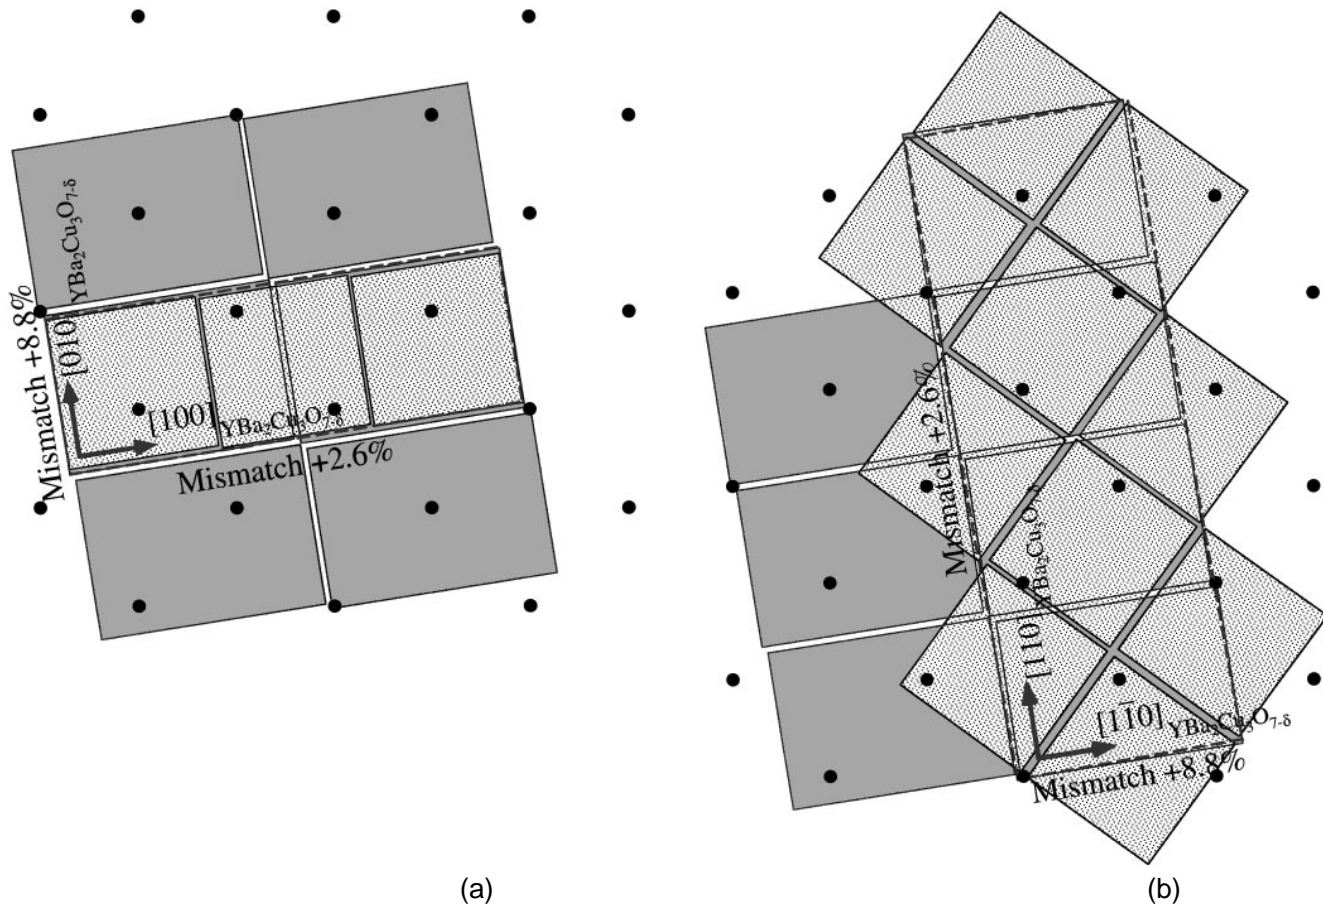 Mismatch +8.8%
[010]YBa₂Cu₃O₇₋δ
[100]YBa₂Cu₃O₇₋δ
Mismatch +2.6%
(a)
Mismatch +2.6%
[110]YBa₂Cu₃O₇₋δ
[11̄0]YBa₂Cu₃O₇₋δ
Mismatch +8.8%
(b)